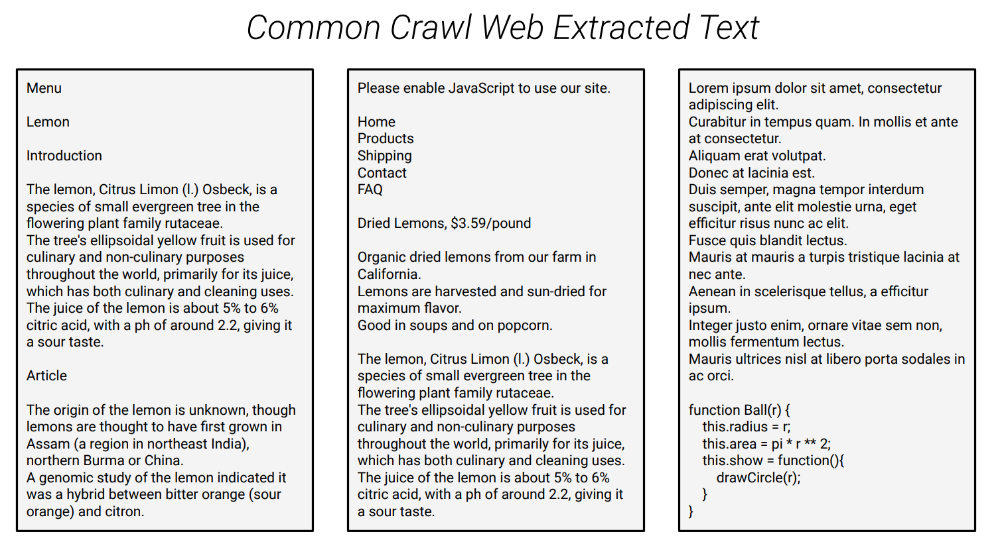 Common Crawl Web Extracted Text
Menu
Lemon
Introduction
The lemon, Citrus Limon (l.) Osbeck, is a
species of small evergreen tree in the
flowering plant family rutaceae.
The tree's ellipsoidal yellow fruit is used for
culinary and non-culinary purposes
throughout the world, primarily for its juice,
which has both culinary and cleaning uses.
The juice of the lemon is about 5% to 6%
citric acid, with a ph of around 2.2, giving it
a sour taste.
Article
The origin of the lemon is unknown, though
lemons are thought to have first grown in
Assam (a region in northeast India),
northern Burma or China.
A genomic study of the lemon indicated it
was a hybrid between bitter orange (sour
orange) and citron.
Please enable JavaScript to use our site.
Home
Products
Shipping
Contact
FAQ
Dried Lemons, $3.59/pound
Organic dried lemons from our farm in
California.
Lemons are harvested and sun-dried for
maximum flavor.
Good in soups and on popcorn.
The lemon, Citrus Limon (l.) Osbeck, is a
species of small evergreen tree in the
flowering plant family rutaceae.
The tree's ellipsoidal yellow fruit is used for
culinary and non-culinary purposes
throughout the world, primarily for its juice,
which has both culinary and cleaning uses.
The juice of the lemon is about 5% to 6%
citric acid, with a ph of around 2.2, giving it
a sour taste.
Lorem ipsum dolor sit amet, consectetur
adipiscing elit.
Curabitur in tempus quam. In mollis et ante
at consectetur.
Aliquam erat volutpat.
Donec at lacinia est.
Duis semper, magna tempor interdum
suscipit, ante elit molestie urna, eget
efficitur risus nunc ac elit.
Fusce quis blandit lectus.
Mauris at mauris a turpis tristique lacinia at
nec ante.
Aenean in scelerisque tellus, a efficitur
ipsum.
Integer justo enim, ornare vitae sem non,
mollis fermentum lectus.
Mauris ultrices nisl at libero porta sodales in
ac orci.
function Ball(r) {
    this.radius = r;
    this.area = pi * r ** 2;
    this.show = function(){
        drawCircle(r);
    }
}